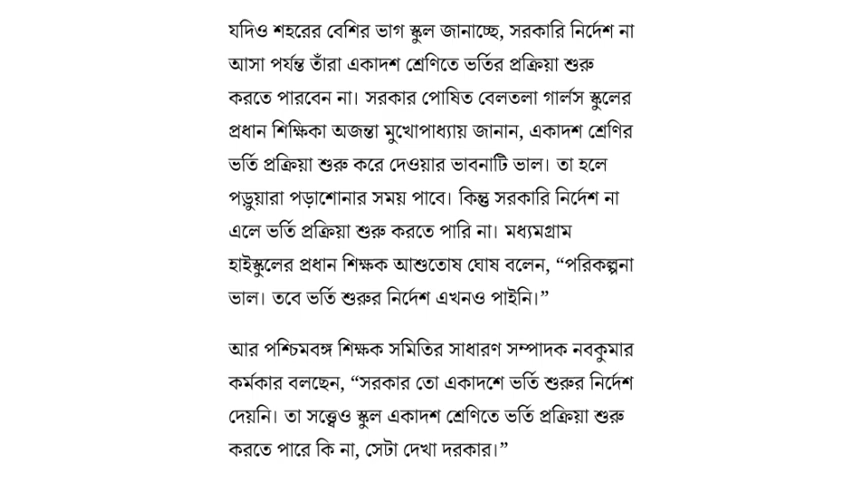 যদিও শহরের বেশির ভাগ স্কুল জানাচ্ছে, সরকারি নির্দেশ না
আসা পর্যন্ত তাঁরা একাদশ শ্রেণিতে ভর্তির প্রক্রিয়া শুরু
করতে পারবেন না। সরকার পোষিত বেলতলা গার্লস স্কুলের
প্রধান শিক্ষিকা অজন্তা মুখোপাধ্যায় জানান, একাদশ শ্রেণির
ভর্তি প্রক্রিয়া শুরু করে দেওয়ার ভাবনাটি ভাল। তা হলে
পড়ুয়ারা পড়াশোনার সময় পাবে। কিন্তু সরকারি নির্দেশ না
এলে ভর্তি প্রক্রিয়া শুরু করতে পারি না। মধ্যমগ্রাম
হাইস্কুলের প্রধান শিক্ষক আশুতোষ ঘোষ বলেন, “পরিকল্পনা
ভাল। তবে ভর্তি শুরুর নির্দেশ এখনও পাইনি।”
আর পশ্চিমবঙ্গ শিক্ষক সমিতির সাধারণ সম্পাদক নবকুমার
কর্মকার বলছেন, “সরকার তো একাদশে ভর্তি শুরুর নির্দেশ
দেয়নি। তা সত্ত্বেও স্কুল একাদশ শ্রেণিতে ভর্তি প্রক্রিয়া শুরু
করতে পারে কি না, সেটা দেখা দরকার।”